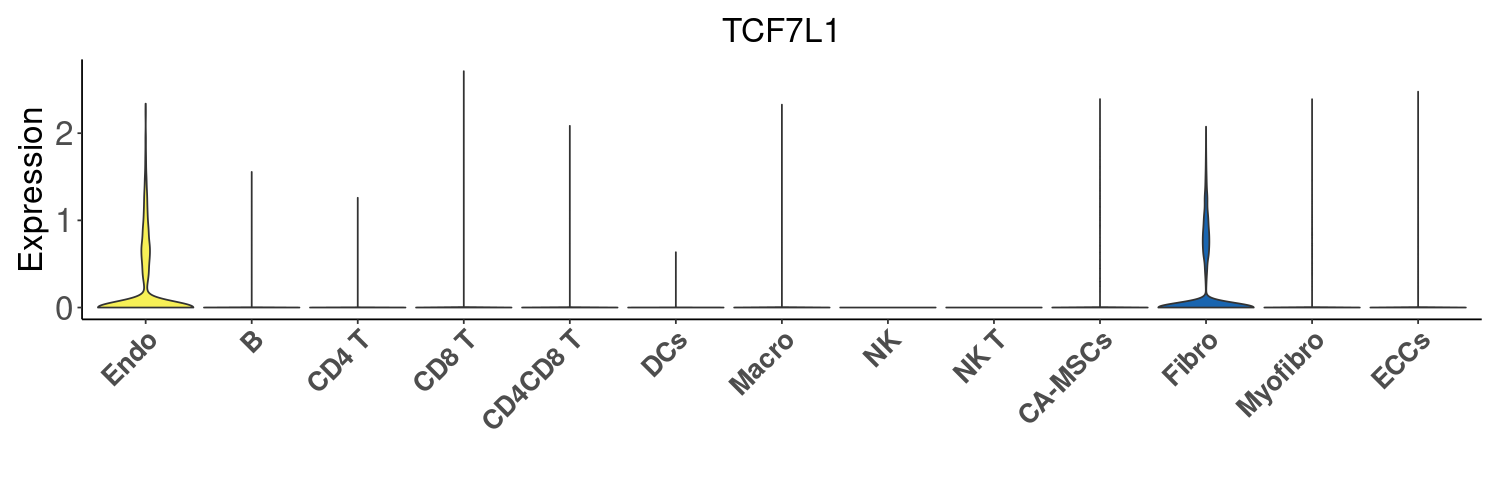 TCF7L1
Expression
2
1
0
Endo
B
CD4 T
CD8 T
CD4CD8 T
DCs
Macro
NK
NK T
CA-MSCs
Fibro
Myofibro
ECCs